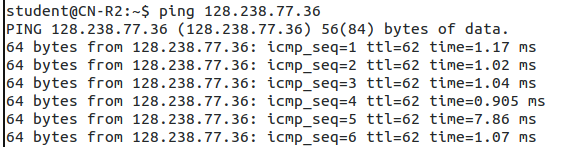 student@CN-R2:~$ ping 128.238.77.36
PING 128.238.77.36 (128.238.77.36) 56(84) bytes of data.
64 bytes from 128.238.77.36: icmp_seq=1 ttl=62 time=1.17 ms
64 bytes from 128.238.77.36: icmp_seq=2 ttl=62 time=1.02 ms
64 bytes from 128.238.77.36: icmp_seq=3 ttl=62 time=1.04 ms
64 bytes from 128.238.77.36: icmp_seq=4 ttl=62 time=0.905 ms
64 bytes from 128.238.77.36: icmp_seq=5 ttl=62 time=7.86 ms
64 bytes from 128.238.77.36: icmp_seq=6 ttl=62 time=1.07 ms